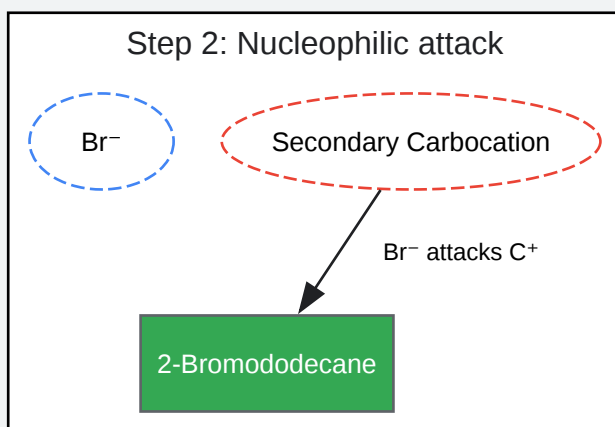 Step 2: Nucleophilic attack
Br⁻
Secondary Carbocation
Br⁻ attacks C⁺
2-Bromododecane